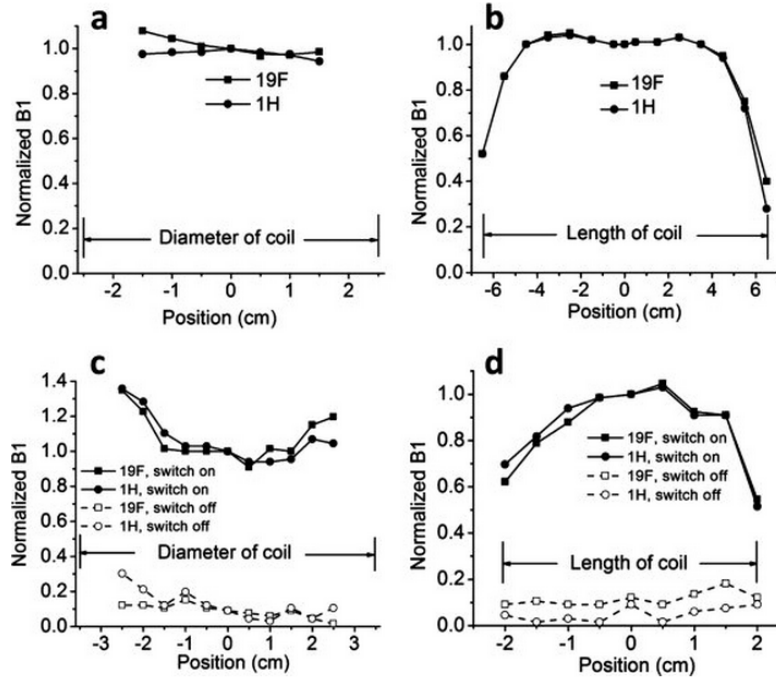 a
Normalized B1
1.0
0.8
0.6
0.4
0.2
0.0
19F
1H
Diameter of coil
-2 -1 0 1 2
Position (cm)
b
Normalized B1
1.0
0.8
0.6
0.4
0.2
0.0
19F
1H
Length of coil
-6 -4 -2 0 2 4 6
Position (cm)
c
Normalized B1
1.4
1.2
1.0
0.8
0.6
0.4
0.2
0.0
19F, switch on
1H, switch on
19F, switch off
1H, switch off
Diameter of coil
-3 -2 -1 0 1 2 3
Position (cm)
d
Normalized B1
1.0
0.8
0.6
0.4
0.2
0.0
19F, switch on
1H, switch on
19F, switch off
1H, switch off
Length of coil
-2 -1 0 1 2
Position (cm)